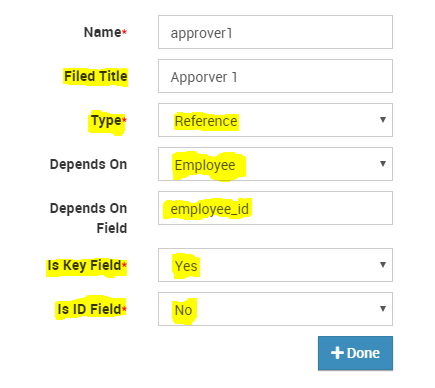 Name* approver1
Filed Title Apporver 1
Type* Reference
Depends On Employee
Depends On employee_id
Field
Is Key Field* Yes
Is ID Field* No
+ Done